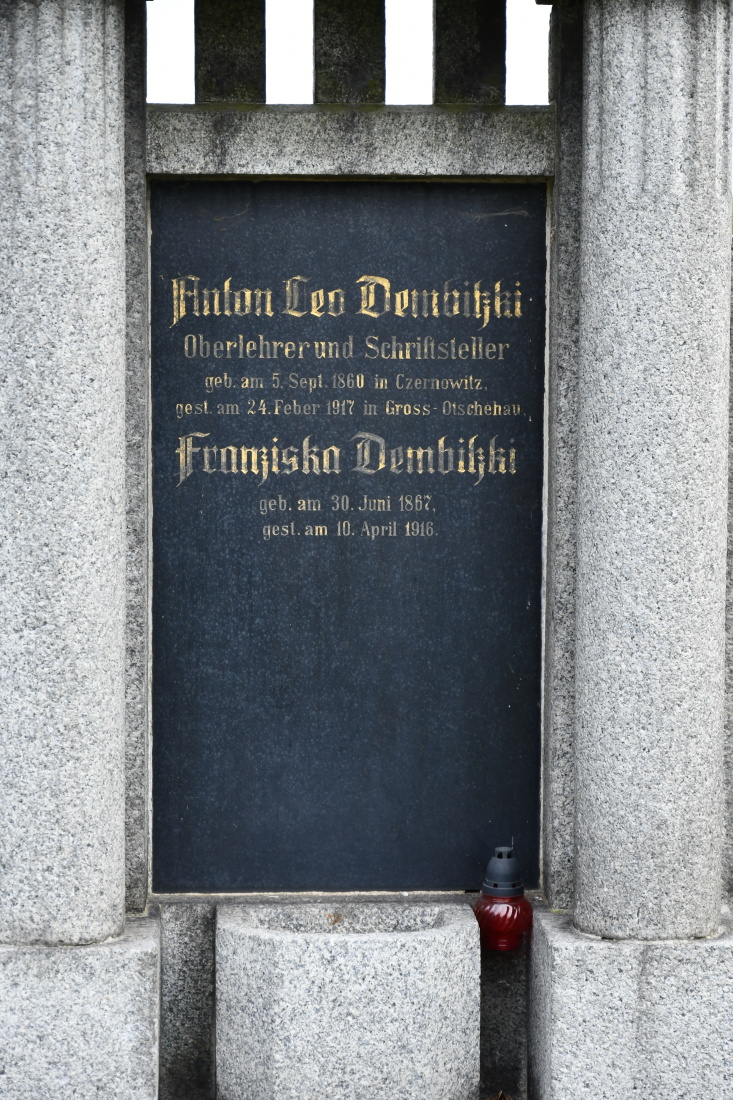 Anton Leo Dembitzki
Oberlehrer und Schriftsteller
geb. am 5. Sept. 1860 in Czernowitz,
gest. am 24. Feber 1917 in Gross-Otschehau.
Franziska Dembitzki
geb. am 30. Juni 1867,
gest. am 10. April 1916.